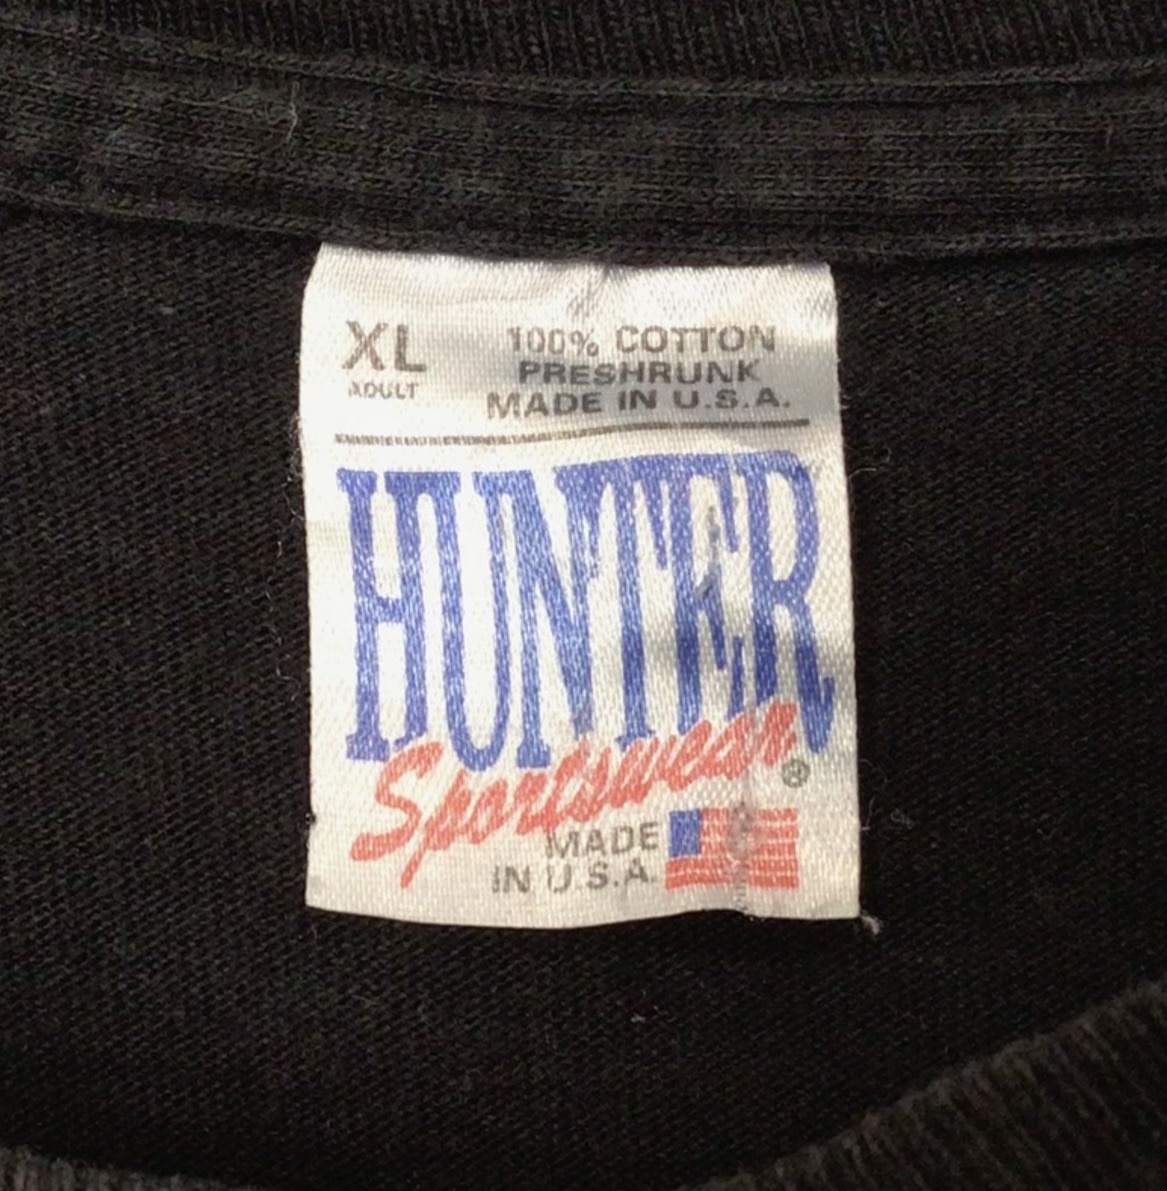 XL
ADULT
100% COTTON
PRESHRUNK
MADE IN U.S.A.
HUNTER
Sportswear®
MADE
IN U.S.A.